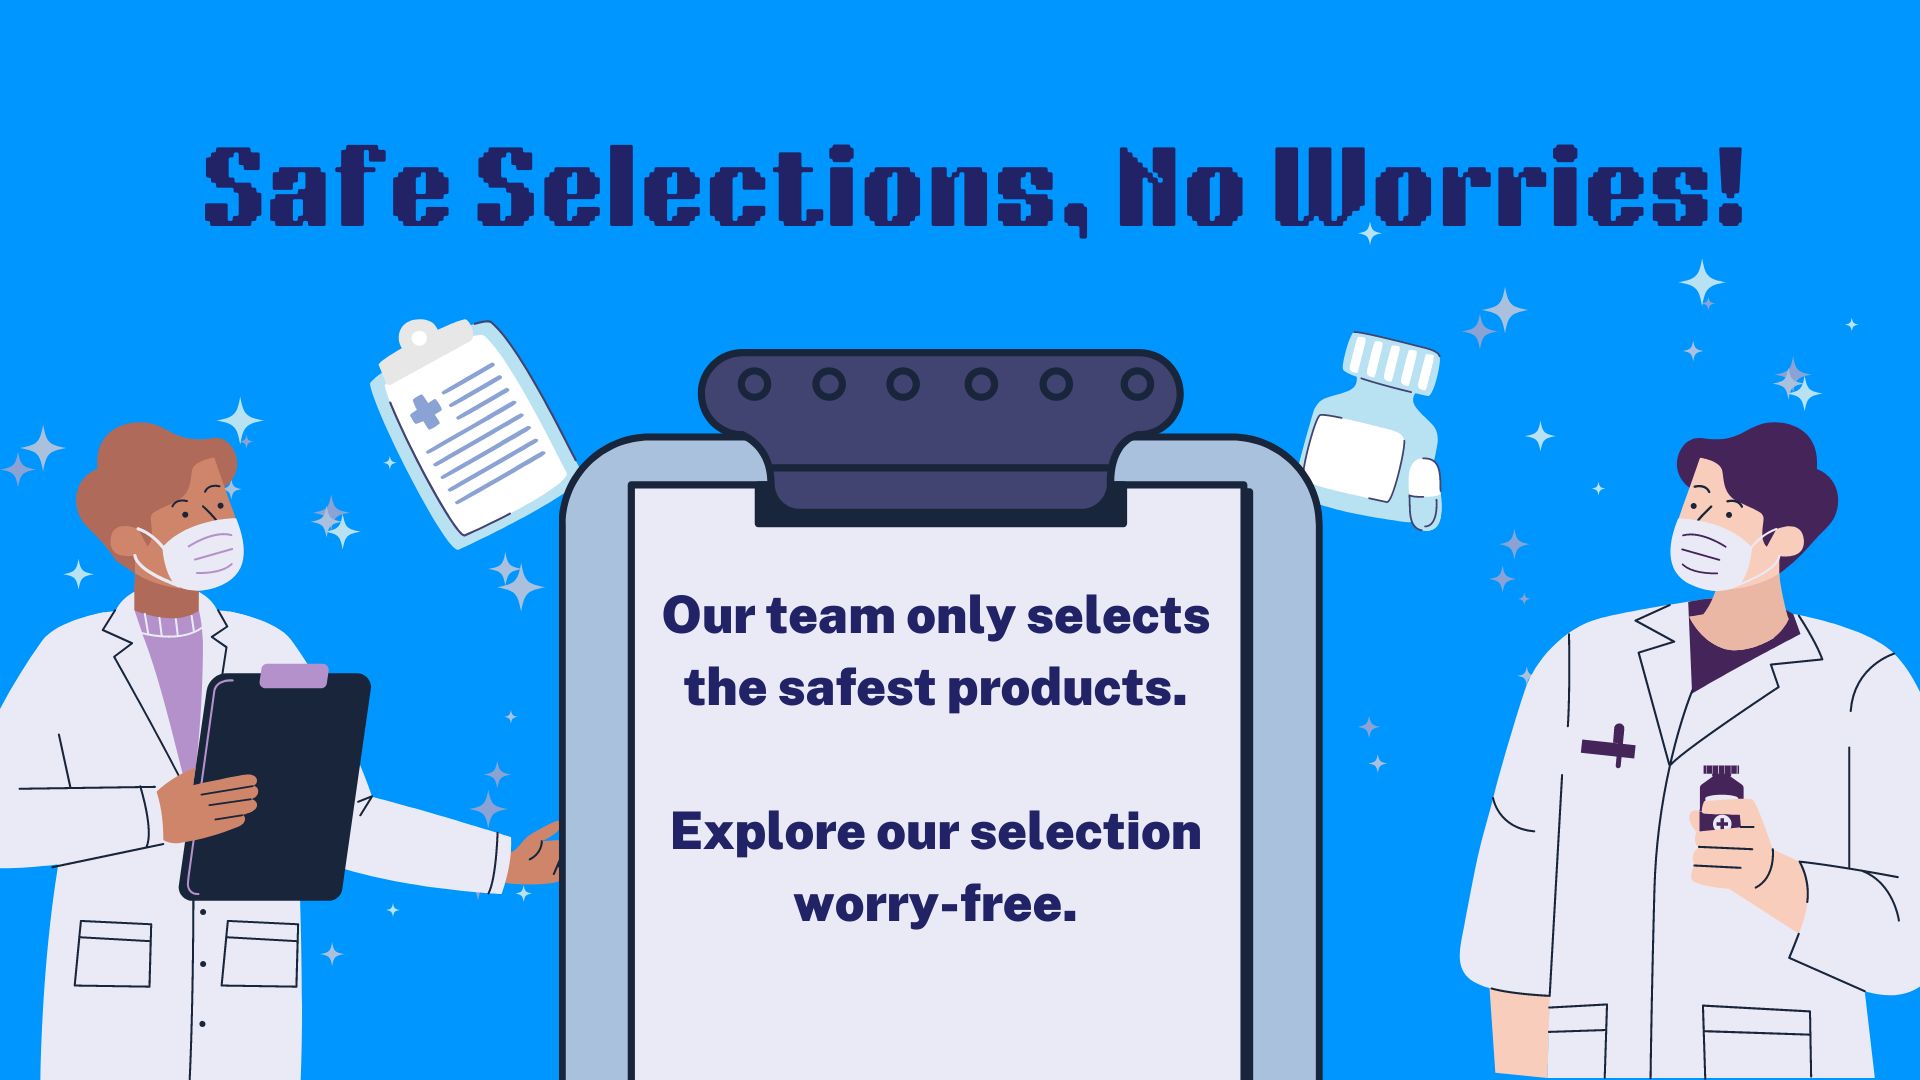 Safe Selections, No Worries!
Our team only selects
the safest products.
Explore our selection
worry-free.